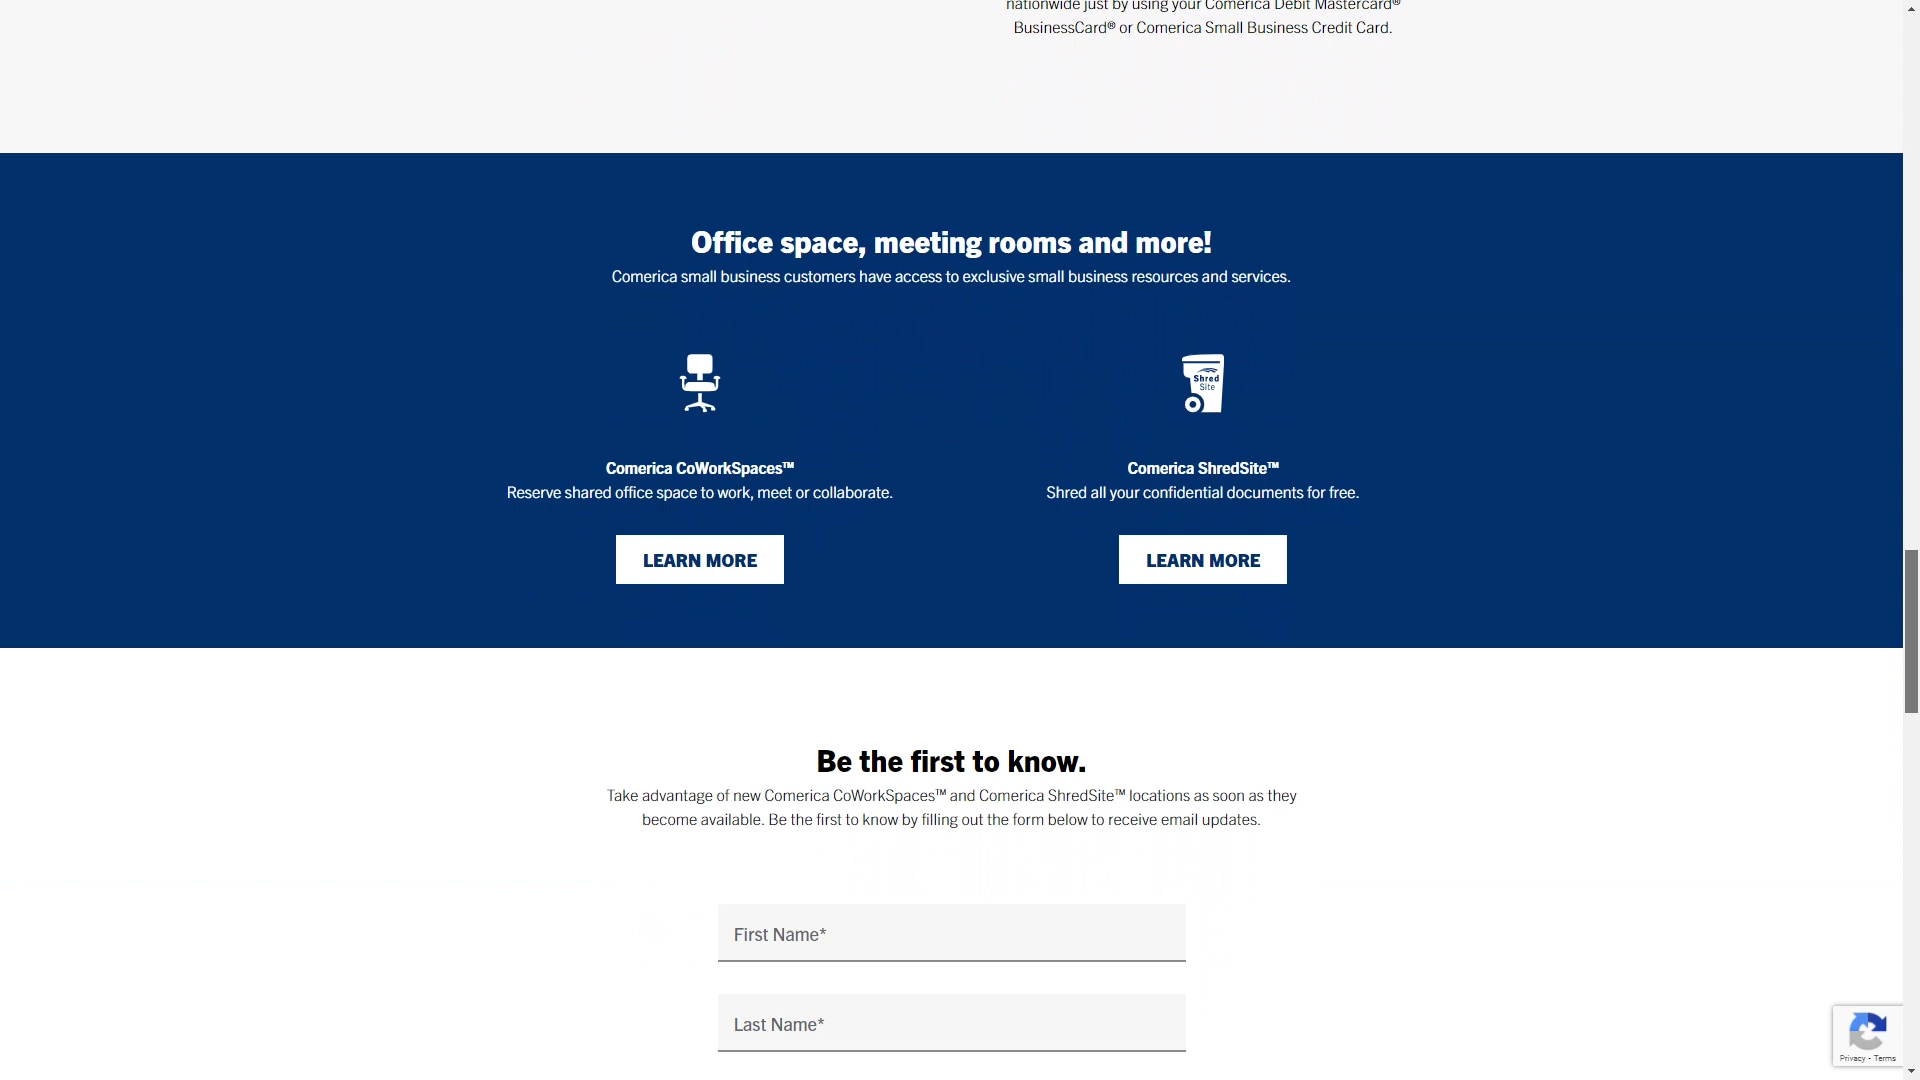 nationwide just by using your Comerica Debit Mastercard®
BusinessCard® or Comerica Small Business Credit Card.
Office space, meeting rooms and more!
Comerica small business customers have access to exclusive small business resources and services.
Shred
Site
Comerica CoWorkSpaces™
Reserve shared office space to work, meet or collaborate.
LEARN MORE
Comerica ShredSite™
Shred all your confidential documents for free.
LEARN MORE
Be the first to know.
Take advantage of new Comerica CoWorkSpaces™ and Comerica ShredSite™ locations as soon as they
become available. Be the first to know by filling out the form below to receive email updates.
First Name*
Last Name*
Privacy - Terms